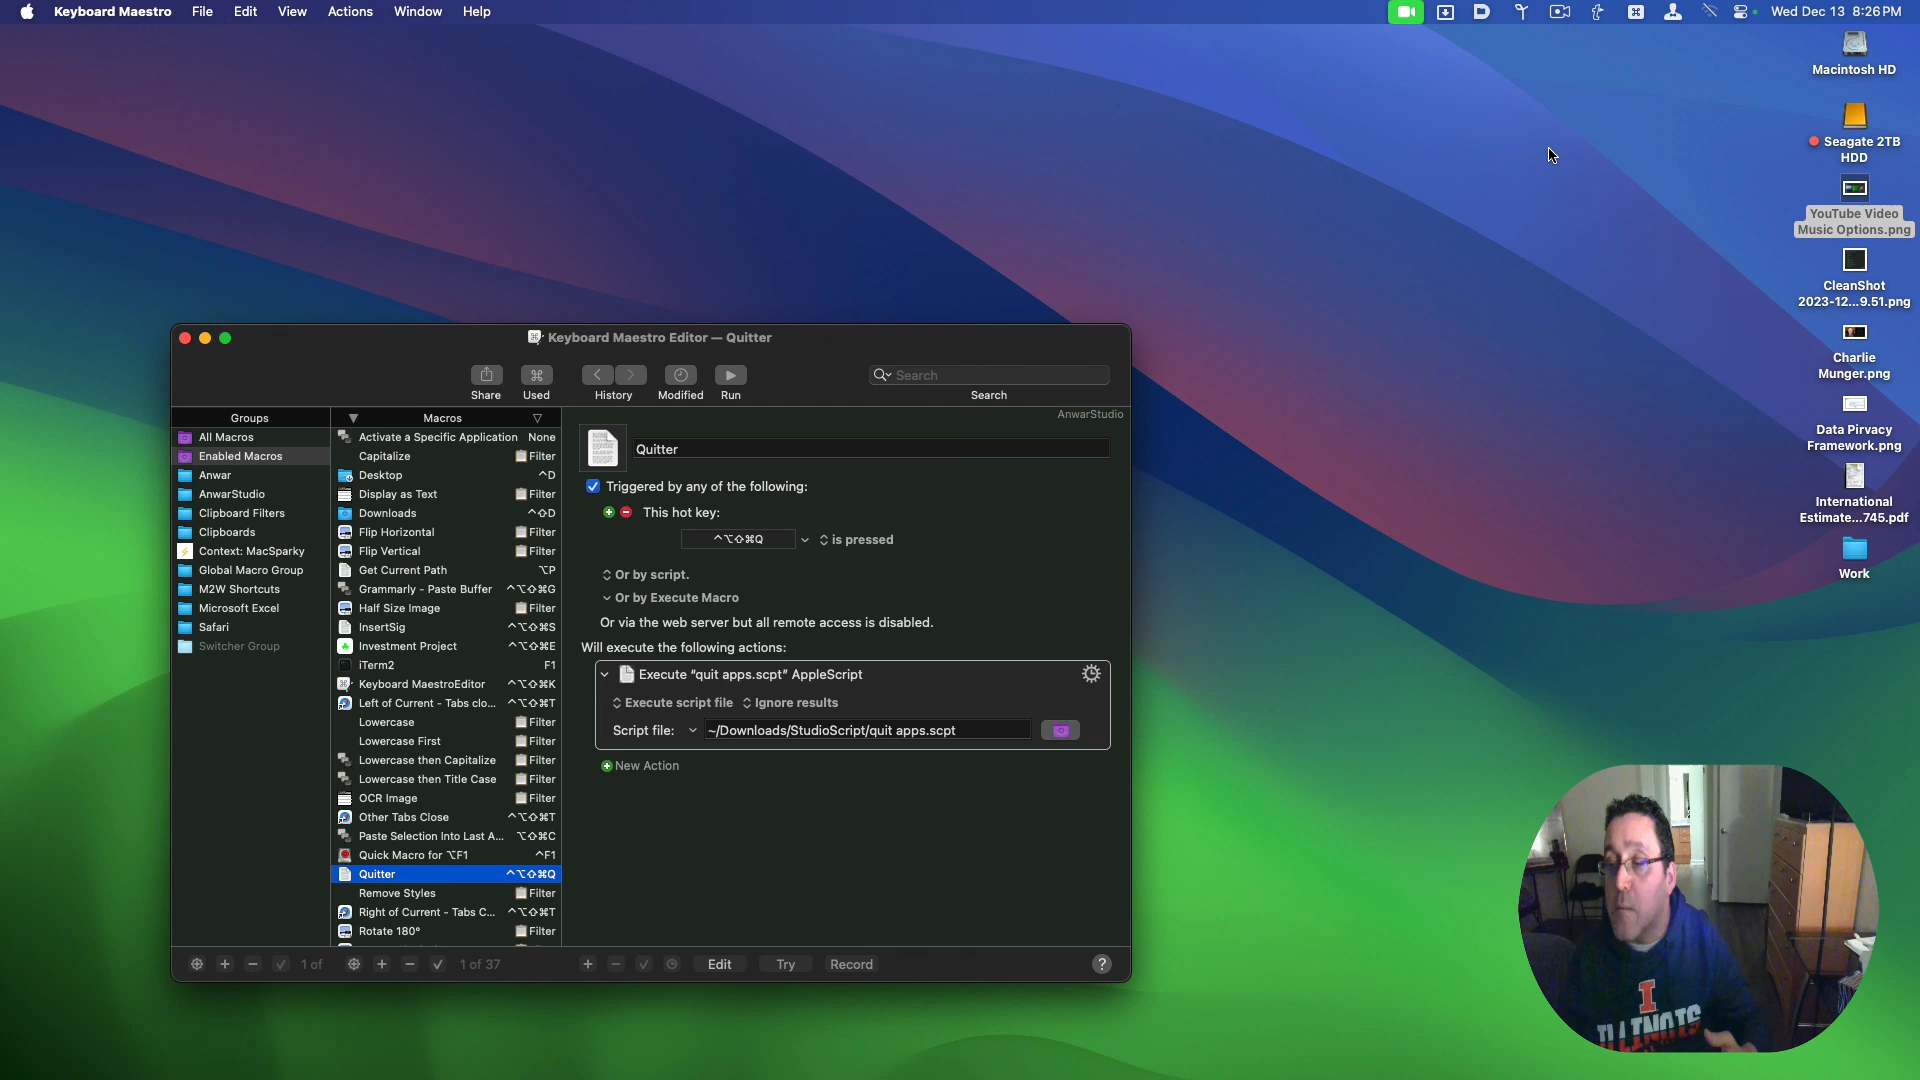 Keyboard Maestro File Edit View Actions Window Help
Wed Dec 13 8:26 PM
Macintosh HD
Seagate 2TB
HDD
YouTube Video
Music Options.png
CleanShot
2023-12...9.51.png
Charlie
Munger.png
Data Pirvacy
Framework.png
International
Estimate...745.pdf
Work
Keyboard Maestro Editor — Quitter
Share Used History Modified Run
Search
Search
Groups
All Macros
Enabled Macros
Anwar
AnwarStudio
Clipboard Filters
Clipboards
Context: MacSparky
Global Macro Group
M2W Shortcuts
Microsoft Excel
Safari
Switcher Group
Macros
Activate a Specific Application None
Capitalize Filter
Desktop ^D
Display as Text Filter
Downloads ^⇧D
Flip Horizontal Filter
Flip Vertical Filter
Get Current Path ⌥P
Grammarly - Paste Buffer ^⌥⇧⌘G
Half Size Image Filter
InsertSig ^⌥⇧⌘S
Investment Project ^⌥⇧⌘E
iTerm2 F1
Keyboard MaestroEditor ^⌥⇧⌘K
Left of Current - Tabs clo... ^⌥⇧⌘T
Lowercase Filter
Lowercase First Filter
Lowercase then Capitalize Filter
Lowercase then Title Case Filter
OCR Image Filter
Other Tabs Close ^⌥⇧⌘T
Paste Selection Into Last A... ⌥⇧⌘C
Quick Macro for ⌥F1 ^F1
Quitter ^⌥⇧⌘Q
Remove Styles Filter
Right of Current - Tabs C... ^⌥⇧⌘T
Rotate 180° Filter
AnwarStudio
Quitter
Triggered by any of the following:
This hot key:
^⌥⇧⌘Q is pressed
Or by script.
Or by Execute Macro
Or via the web server but all remote access is disabled.
Will execute the following actions:
Execute “quit apps.scpt” AppleScript
Execute script file Ignore results
Script file: ~/Downloads/StudioScript/quit apps.scpt
New Action
1 of
1 of 37
Edit Try Record ?
I
ILLINOIS